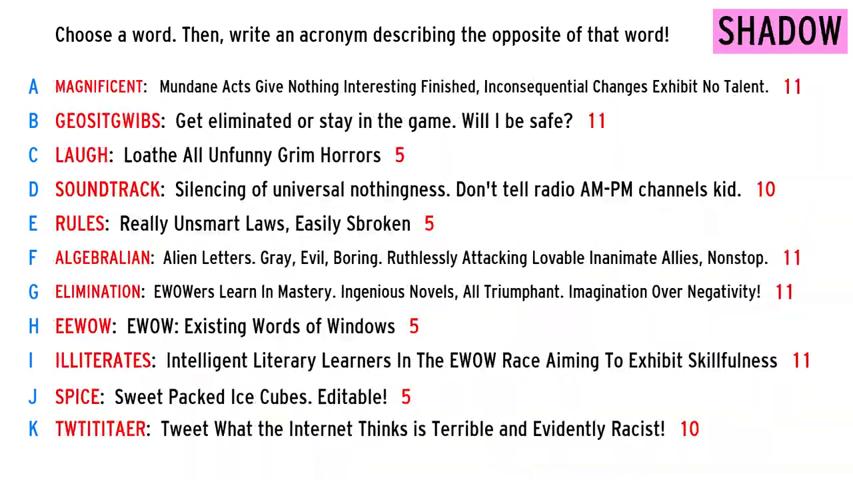 Choose a word. Then, write an acronym describing the opposite of that word! SHADOW
A MAGNIFICENT: Mundane Acts Give Nothing Interesting Finished, Inconsequential Changes Exhibit No Talent. 11
B GEOSITGWIBS: Get eliminated or stay in the game. Will I be safe? 11
C LAUGH: Loathe All Unfunny Grim Horrors 5
D SOUNDTRACK: Silencing of universal nothingness. Don't tell radio AM-PM channels kid. 10
E RULES: Really Unsmart Laws, Easily Sbroken 5
F ALGEBRALIAN: Alien Letters. Gray, Evil, Boring. Ruthlessly Attacking Lovable Inanimate Allies, Nonstop. 11
G ELIMINATION: EWOWers Learn In Mastery. Ingenious Novels, All Triumphant. Imagination Over Negativity! 11
H EEWOW: EWOW: Existing Words of Windows 5
I ILLITERATES: Intelligent Literary Learners In The EWOW Race Aiming To Exhibit Skillfulness 11
J SPICE: Sweet Packed Ice Cubes. Editable! 5
K TWTITITAER: Tweet What the Internet Thinks is Terrible and Evidently Racist! 10